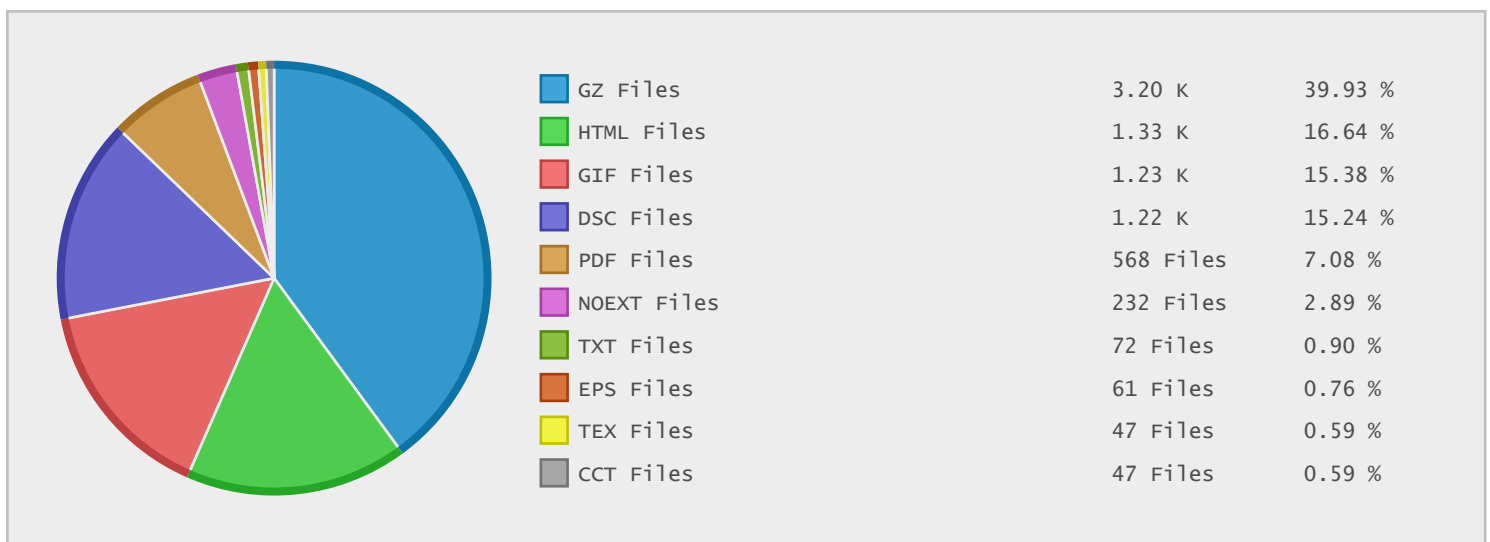 GZ Files 3.20 K 39.93 %
HTML Files 1.33 K 16.64 %
GIF Files 1.23 K 15.38 %
DSC Files 1.22 K 15.24 %
PDF Files 568 Files 7.08 %
NOEXT Files 232 Files 2.89 %
TXT Files 72 Files 0.90 %
EPS Files 61 Files 0.76 %
TEX Files 47 Files 0.59 %
CCT Files 47 Files 0.59 %